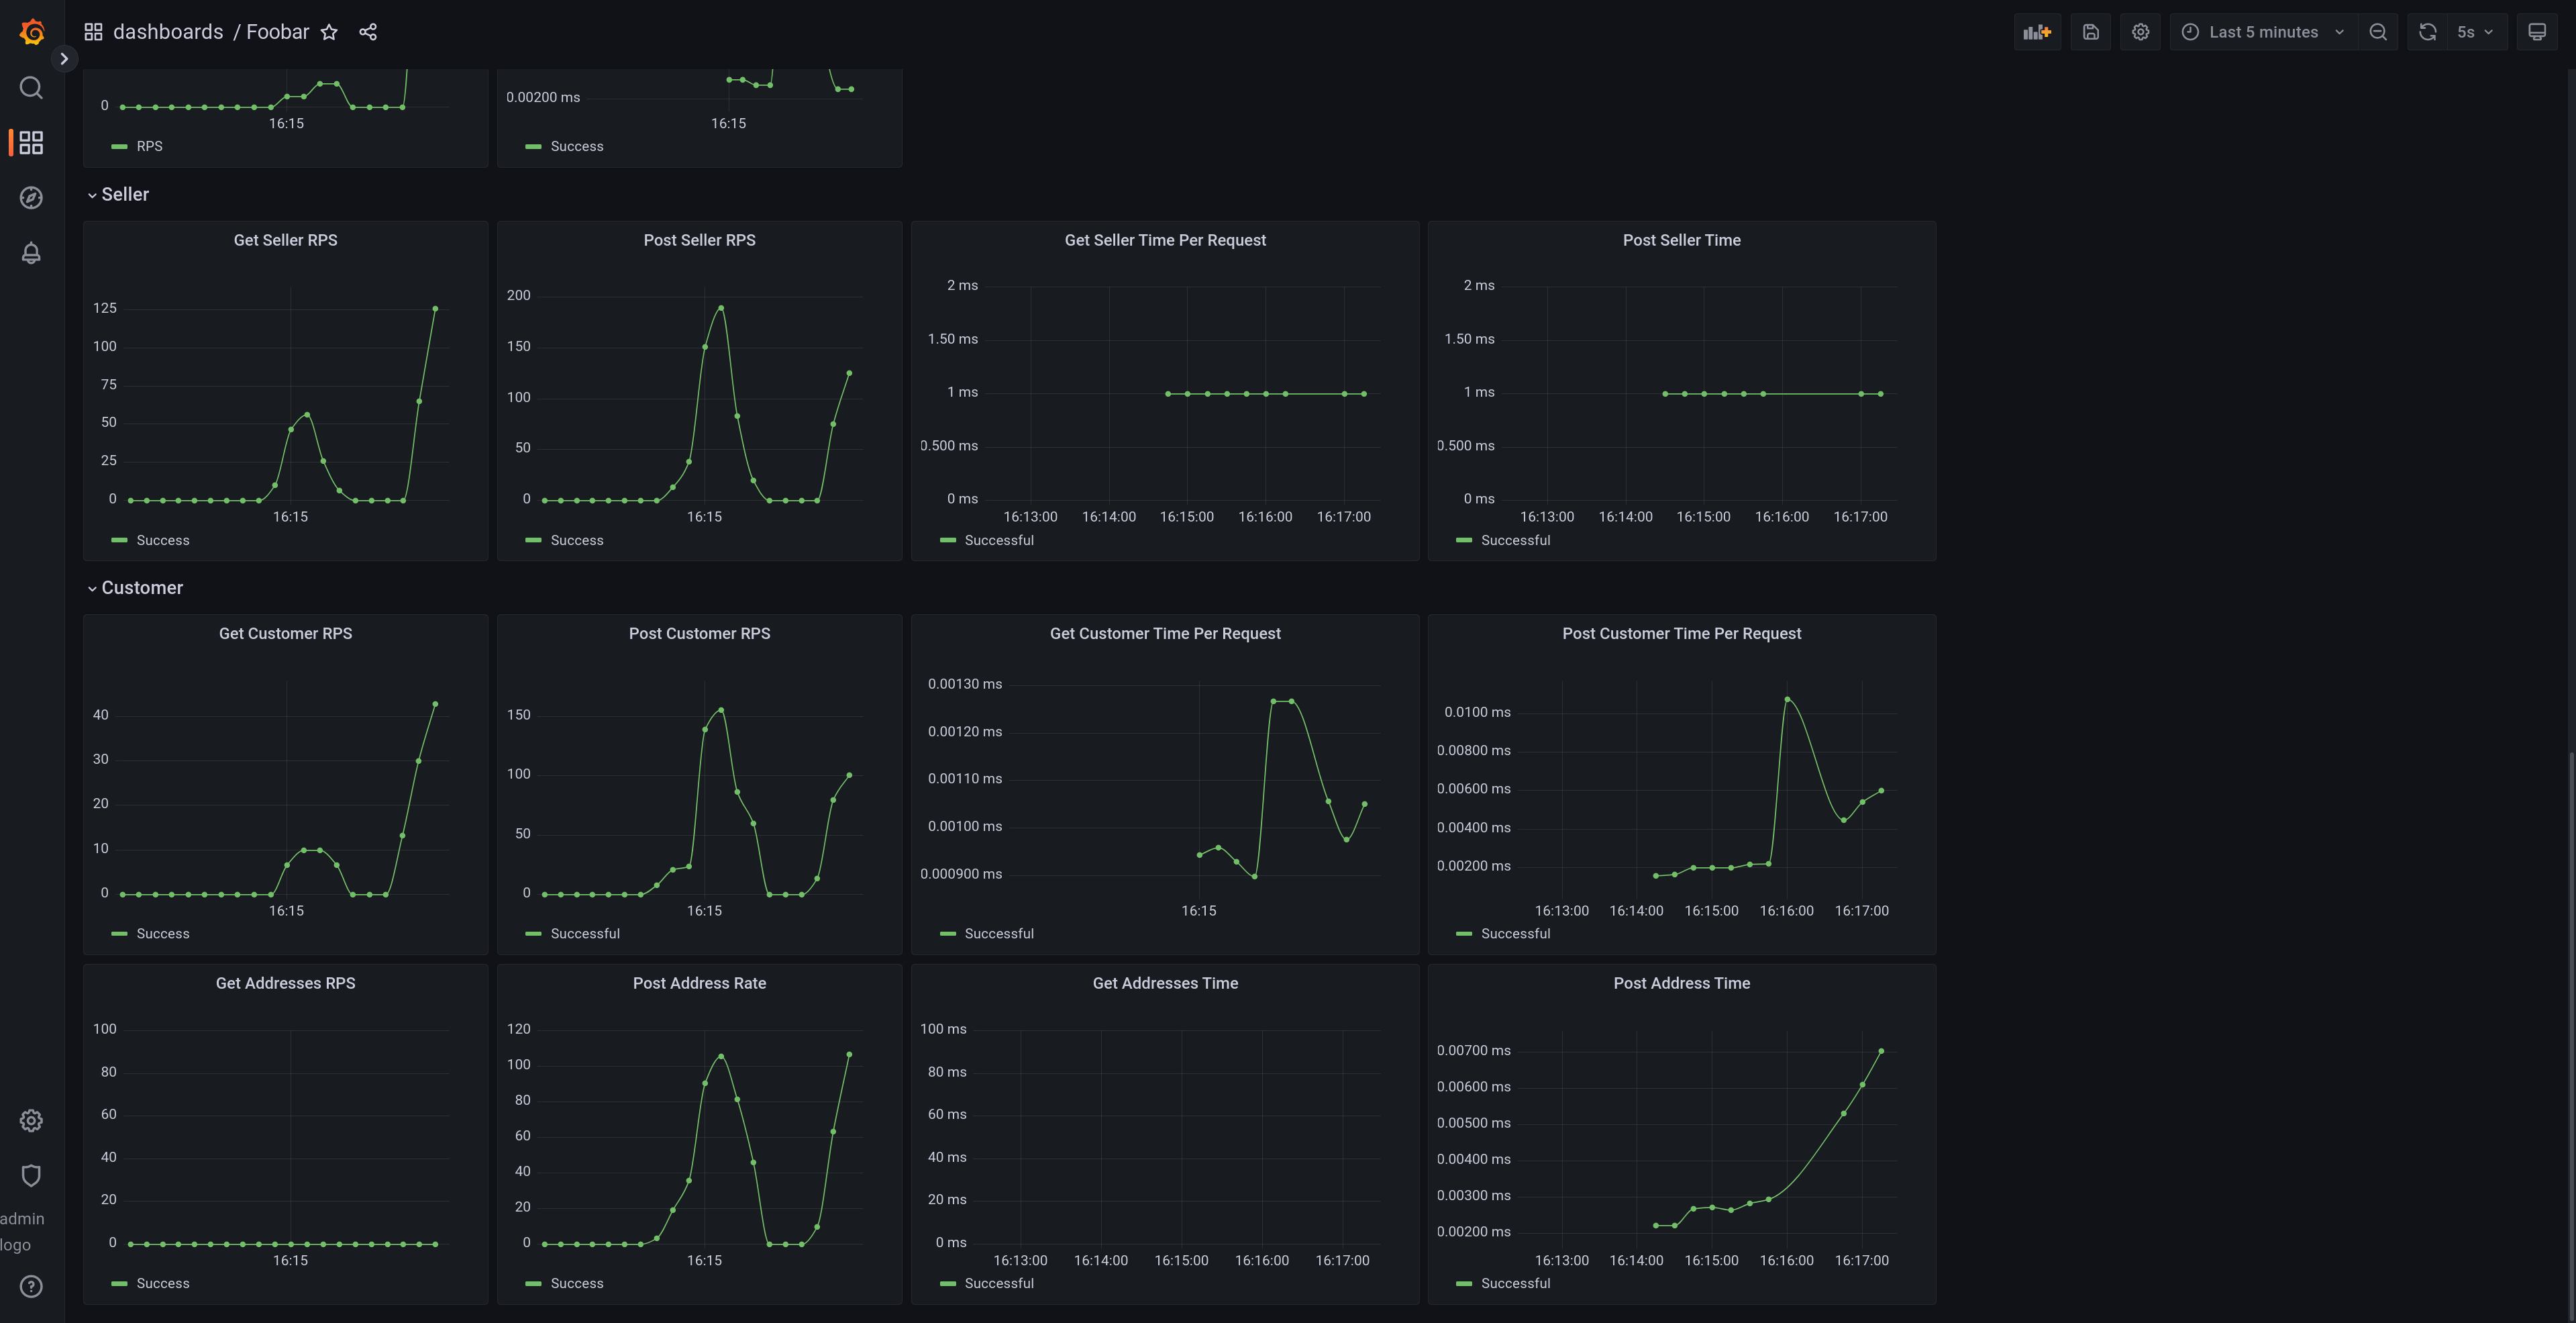 dashboards / Foobar
Last 5 minutes
5s
0
16:15
RPS
0.00200 ms
16:15
Success
Seller
Get Seller RPS
125
100
75
50
25
0
16:15
Success
Post Seller RPS
200
150
100
50
0
16:15
Success
Get Seller Time Per Request
2 ms
1.50 ms
1 ms
0.500 ms
0 ms
16:13:00 16:14:00 16:15:00 16:16:00 16:17:00
Successful
Post Seller Time
2 ms
1.50 ms
1 ms
0.500 ms
0 ms
16:13:00 16:14:00 16:15:00 16:16:00 16:17:00
Successful
Customer
Get Customer RPS
40
30
20
10
0
16:15
Success
Post Customer RPS
150
100
50
0
16:15
Successful
Get Customer Time Per Request
0.00130 ms
0.00120 ms
0.00110 ms
0.00100 ms
0.000900 ms
16:15
Successful
Post Customer Time Per Request
0.0100 ms
0.00800 ms
0.00600 ms
0.00400 ms
0.00200 ms
16:13:00 16:14:00 16:15:00 16:16:00 16:17:00
Successful
Get Addresses RPS
100
80
60
40
20
0
16:15
Success
Post Address Rate
120
100
80
60
40
20
0
16:15
Success
Get Addresses Time
100 ms
80 ms
60 ms
40 ms
20 ms
0 ms
16:13:00 16:14:00 16:15:00 16:16:00 16:17:00
Successful
Post Address Time
0.00700 ms
0.00600 ms
0.00500 ms
0.00400 ms
0.00300 ms
0.00200 ms
16:13:00 16:14:00 16:15:00 16:16:00 16:17:00
Successful
admin
logo